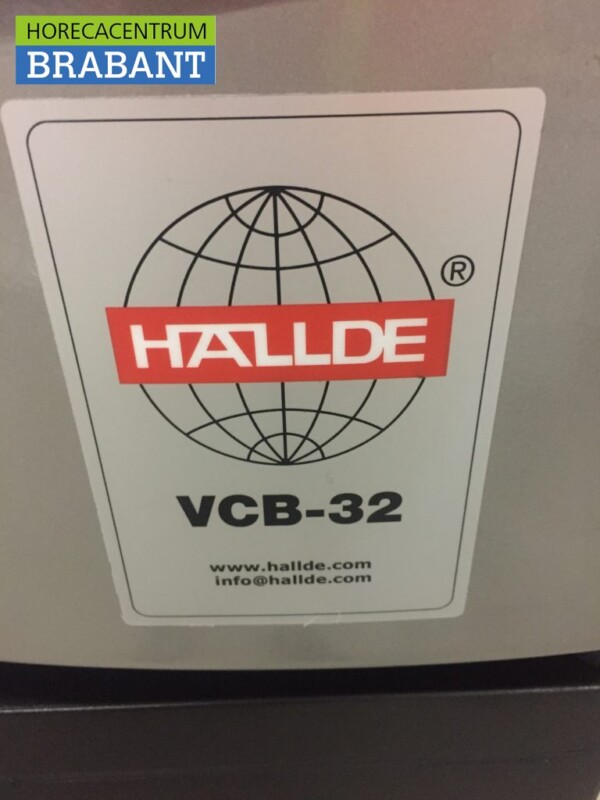 HORECACENTRUM
BRABANT
®
HALLDE
VCB-32
www.hallde.com
info@hallde.com